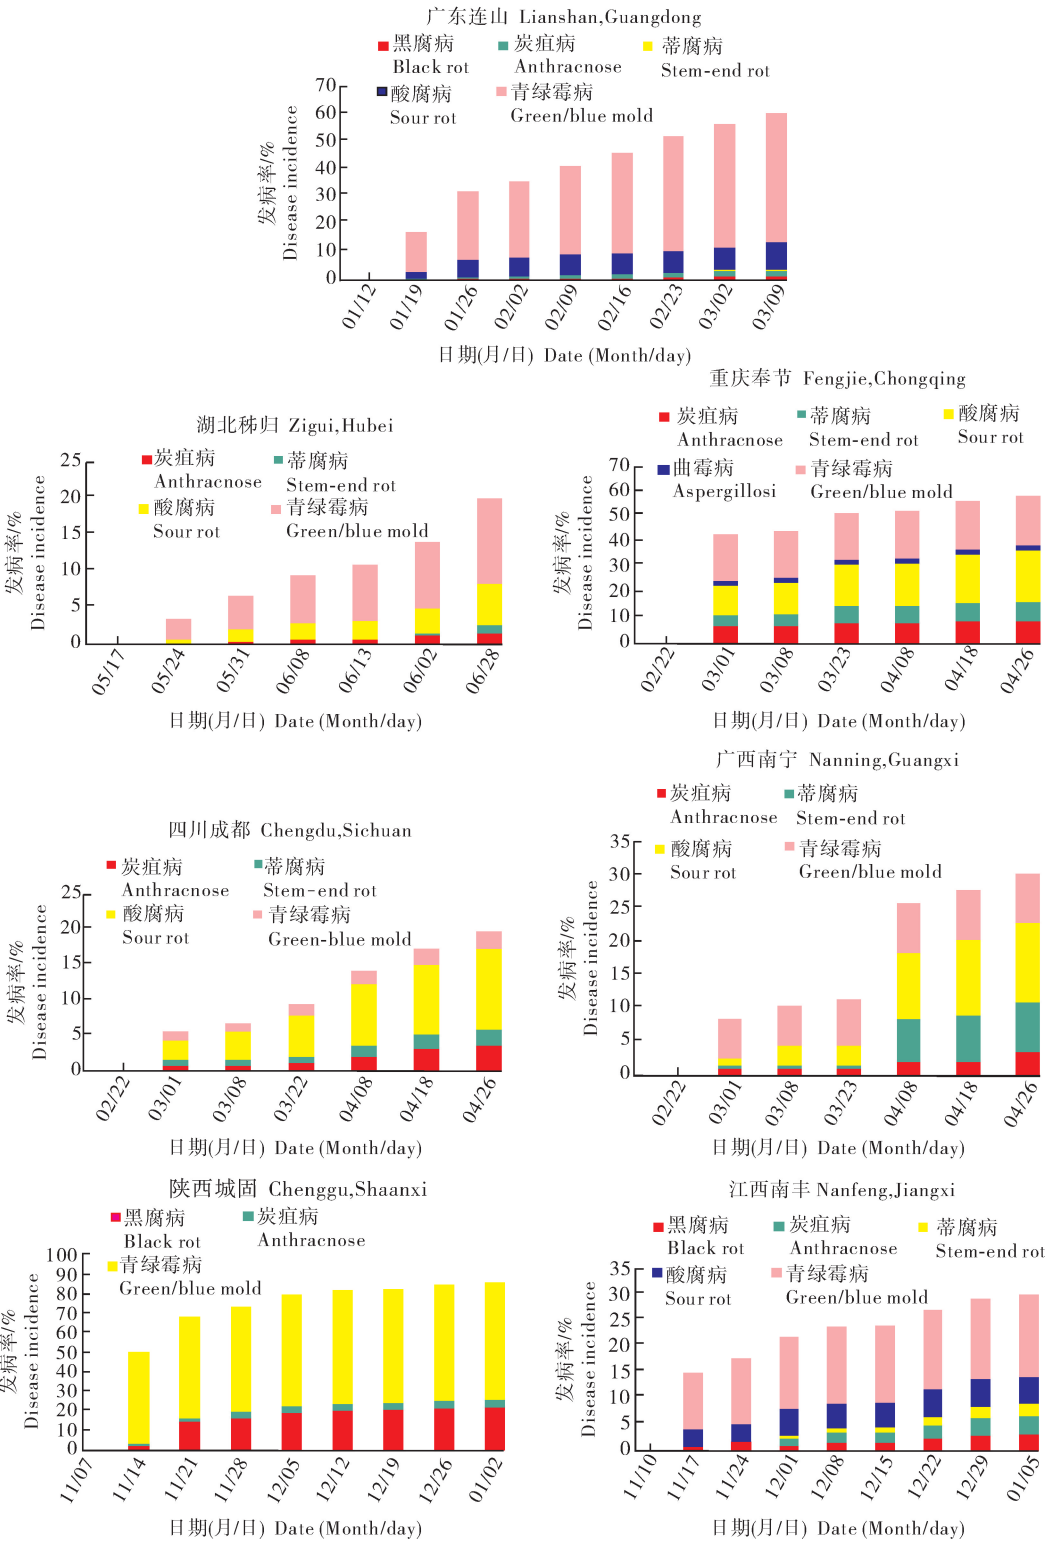 广东连山 Lianshan,Guangdong
黑腐病 炭疽病 蒂腐病
Black rot Anthracnose Stem-end rot
酸腐病 青绿霉病
Sour rot Green/blue mold
发病率/%
Disease incidence
70
60
50
40
30
20
10
0
01/12 01/19 01/26 02/02 02/09 02/16 02/23 03/02 03/09
日期(月/日) Date (Month/day)
湖北秭归 Zigui,Hubei
炭疽病 蒂腐病
Anthracnose Stem-end rot
酸腐病 青绿霉病
Sour rot Green/blue mold
发病率/%
Disease incidence
25
20
15
10
5
0
05/17 05/24 05/31 06/08 06/13 06/02 06/28
日期(月/日) Date (Month/day)
重庆奉节 Fengjie,Chongqing
炭疽病 蒂腐病 酸腐病
Anthracnose Stem-end rot Sour rot
曲霉病 青绿霉病
Aspergillosi Green/blue mold
发病率/%
Disease incidence
70
60
50
40
30
20
10
0
02/22 03/01 03/08 03/23 04/08 04/18 04/26
日期(月/日) Date (Month/day)
四川成都 Chengdu,Sichuan
炭疽病 蒂腐病
Anthracnose Stem-end rot
酸腐病 青绿霉病
Sour rot Green-blue mold
发病率/%
Disease incidence
25
20
15
10
5
0
02/22 03/01 03/08 03/22 04/08 04/18 04/26
日期(月/日) Date (Month/day)
广西南宁 Nanning,Guangxi
炭疽病 蒂腐病
Anthracnose Stem-end rot
酸腐病 青绿霉病
Sour rot Green/blue mold
发病率/%
Disease incidence
35
30
25
20
15
10
5
0
02/22 03/01 03/08 03/23 04/08 04/18 04/26
日期(月/日) Date (Month/day)
陕西城固 Chenggu,Shaanxi
黑腐病 炭疽病
Black rot Anthracnose
青绿霉病
Green/blue mold
发病率/%
Disease incidence
100
90
80
70
60
50
40
30
20
10
0
11/07 11/14 11/21 11/28 12/05 12/12 12/19 12/26 01/02
日期(月/日) Date (Month/day)
江西南丰 Nanfeng,Jiangxi
黑腐病 炭疽病 蒂腐病
Black rot Anthracnose Stem-end rot
酸腐病 青绿霉病
Sour rot Green/blue mold
发病率/%
Disease incidence
35
30
25
20
15
10
5
0
11/10 11/17 11/24 12/01 12/08 12/15 12/22 12/29 01/05
日期(月/日) Date (Month/day)